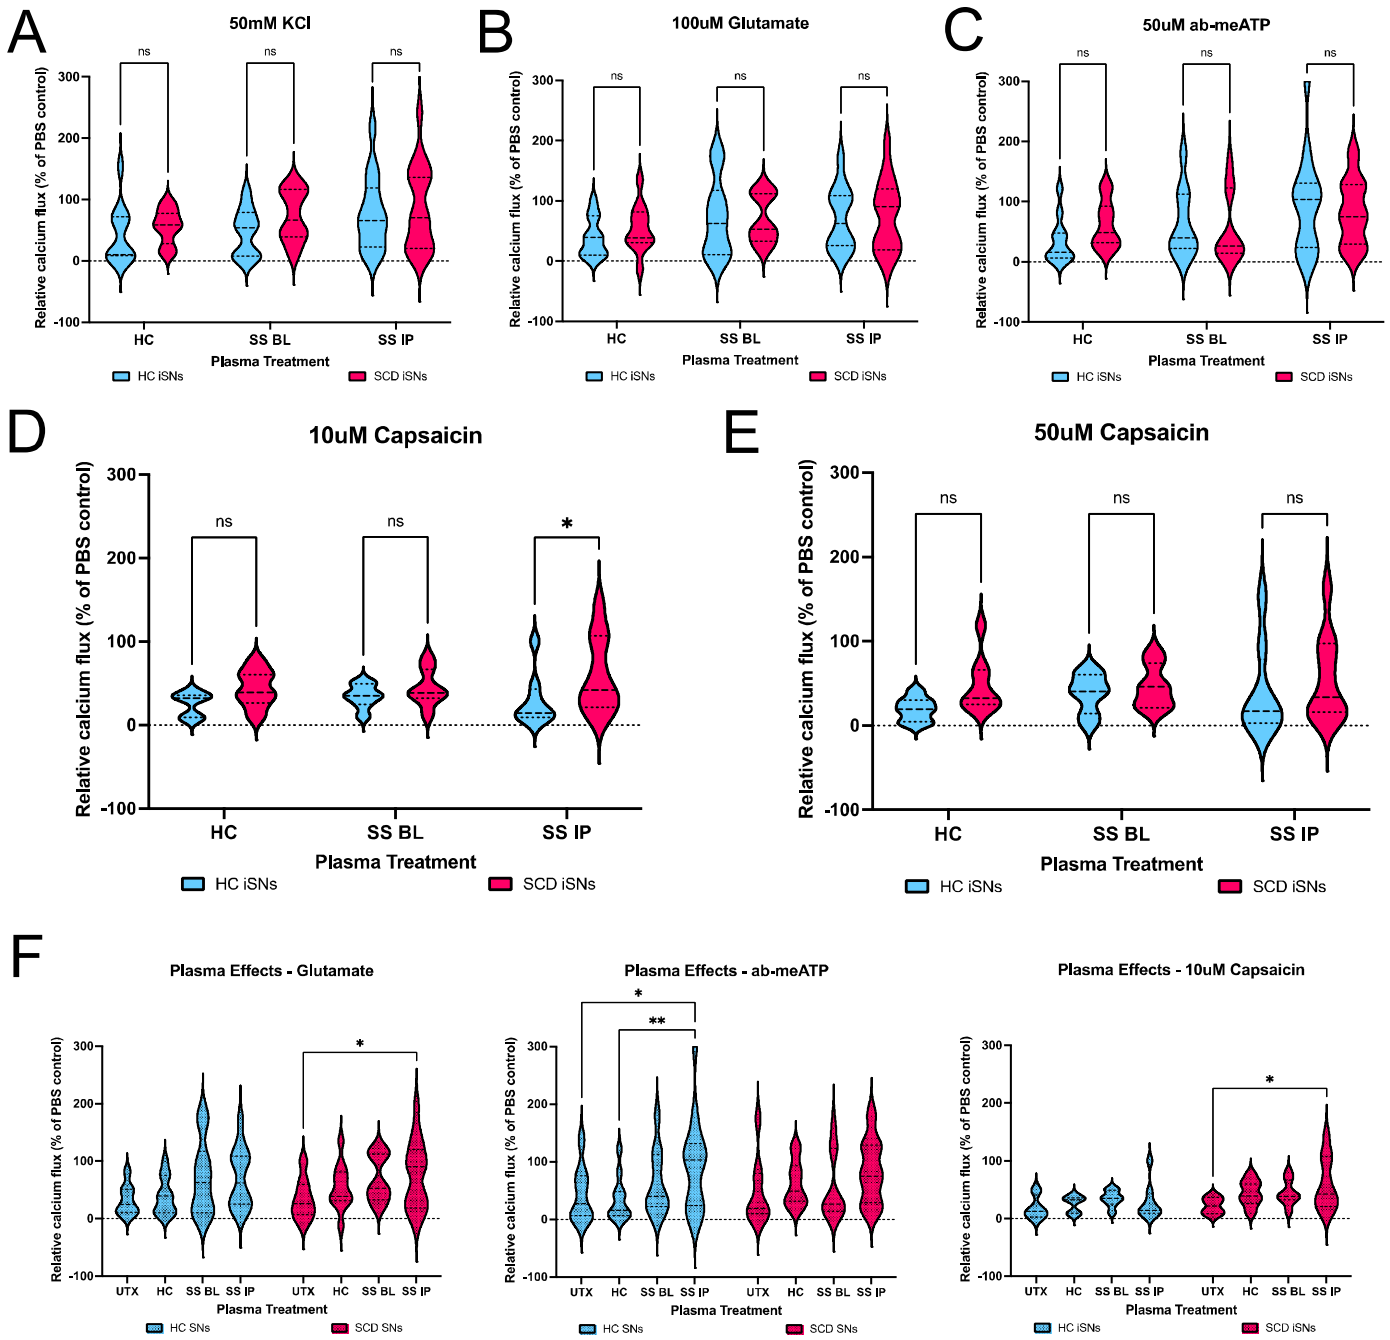 A
50mM KCl
ns
ns
ns
Relative calcium flux (% of PBS control)
300
200
100
0
-100
HC
SS BL
SS IP
Plasma Treatment
HC iSNs
SCD iSNs
B
100uM Glutamate
ns
ns
ns
Relative calcium flux (% of PBS control)
300
200
100
0
-100
HC
SS BL
SS IP
Plasma Treatment
HC iSNs
SCD iSNs
C
50uM ab-meATP
ns
ns
ns
Relative calcium flux (% of PBS control)
300
200
100
0
-100
HC
SS BL
SS IP
Plasma Treatment
HC iSNs
SCD iSNs
D
10uM Capsaicin
ns
ns
*
Relative calcium flux (% of PBS control)
300
200
100
0
-100
HC
SS BL
SS IP
Plasma Treatment
HC iSNs
SCD iSNs
E
50uM Capsaicin
ns
ns
ns
Relative calcium flux (% of PBS control)
300
200
100
0
-100
HC
SS BL
SS IP
Plasma Treatment
HC iSNs
SCD iSNs
F
Plasma Effects - Glutamate
*
Relative calcium flux (% of PBS control)
300
200
100
0
-100
UTX HC SS BL SS IP UTX HC SS BL SS IP
Plasma Treatment
HC SNs
SCD SNs
Plasma Effects - ab-meATP
*
**
Relative calcium flux (% of PBS control)
300
200
100
0
-100
UTX HC SS BL SS IP UTX HC SS BL SS IP
Plasma Treatment
HC SNs
SCD SNs
Plasma Effects - 10uM Capsaicin
*
Relative calcium flux (% of PBS control)
300
200
100
0
-100
UTX HC SS BL SS IP UTX HC SS BL SS IP
Plasma Treatment
HC iSNs
SCD iSNs